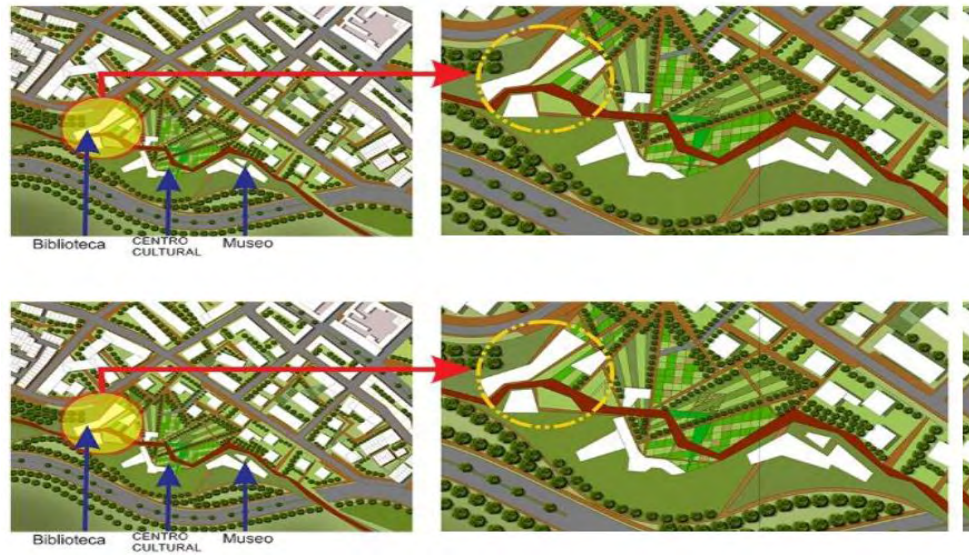 Biblioteca
CENTRO
CULTURAL
Museo
Biblioteca
CENTRO
CULTURAL
Museo